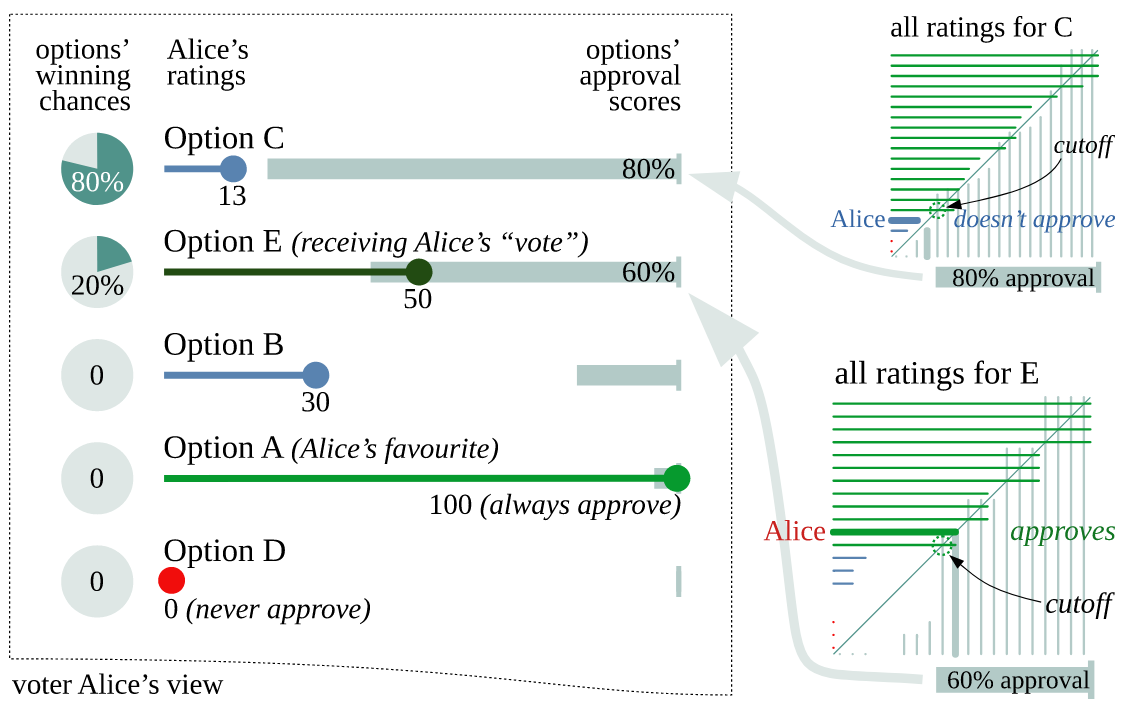 options’ winning chances
Alice’s ratings
options’ approval scores
Option C
80%
13
80%
Option E (receiving Alice’s “vote”)
20%
50
60%
Option B
0
30
Option A (Alice’s favourite)
0
100 (always approve)
Option D
0
0 (never approve)
voter Alice’s view
all ratings for C
cutoff
Alice
doesn’t approve
80% approval
all ratings for E
Alice
approves
cutoff
60% approval